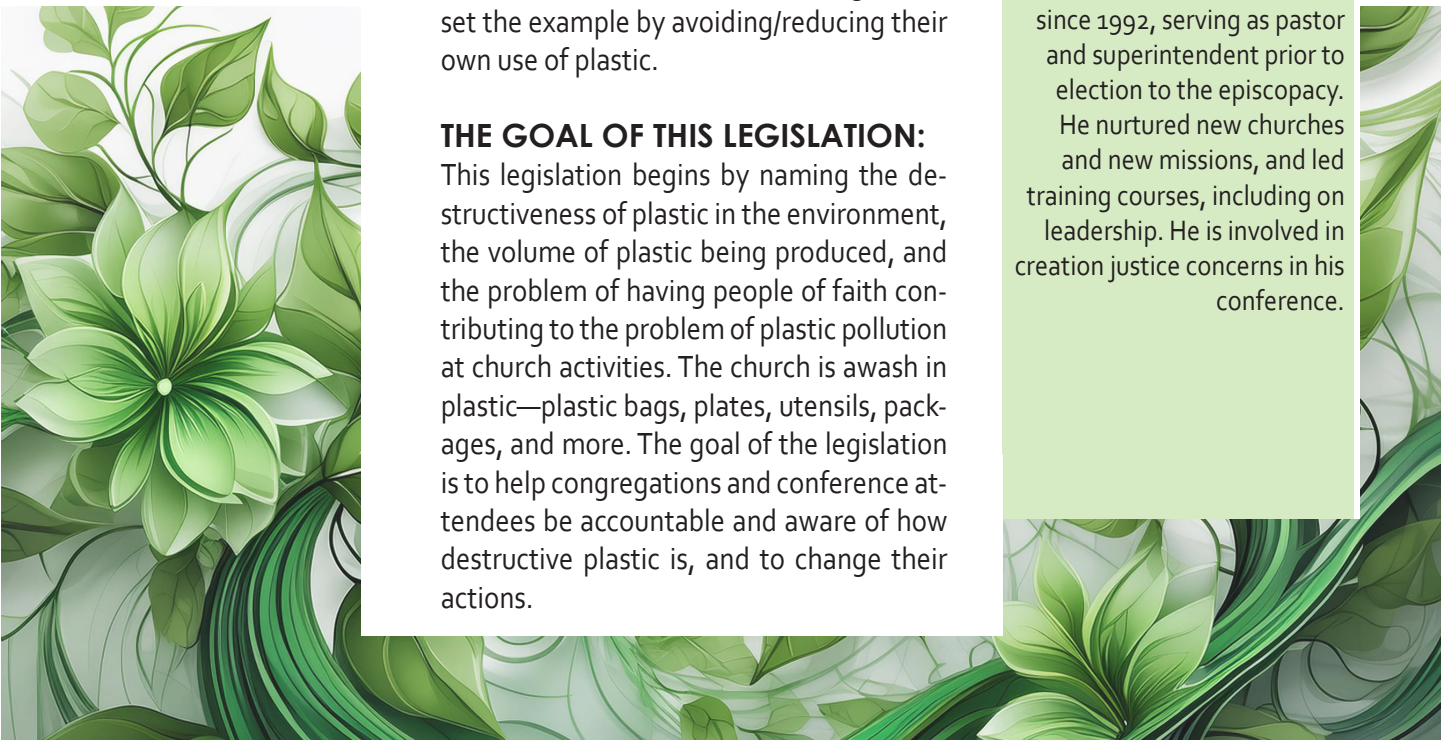 set the example by avoiding/reducing their
own use of plastic.
THE GOAL OF THIS LEGISLATION:
This legislation begins by naming the de-
structiveness of plastic in the environment,
the volume of plastic being produced, and
the problem of having people of faith con-
tributing to the problem of plastic pollution
at church activities. The church is awash in
plastic—plastic bags, plates, utensils, pack-
ages, and more. The goal of the legislation
is to help congregations and conference at-
tendees be accountable and aware of how
destructive plastic is, and to change their
actions.
since 1992, serving as pastor
and superintendent prior to
election to the episcopacy.
He nurtured new churches
and new missions, and led
training courses, including on
leadership. He is involved in
creation justice concerns in his
conference.